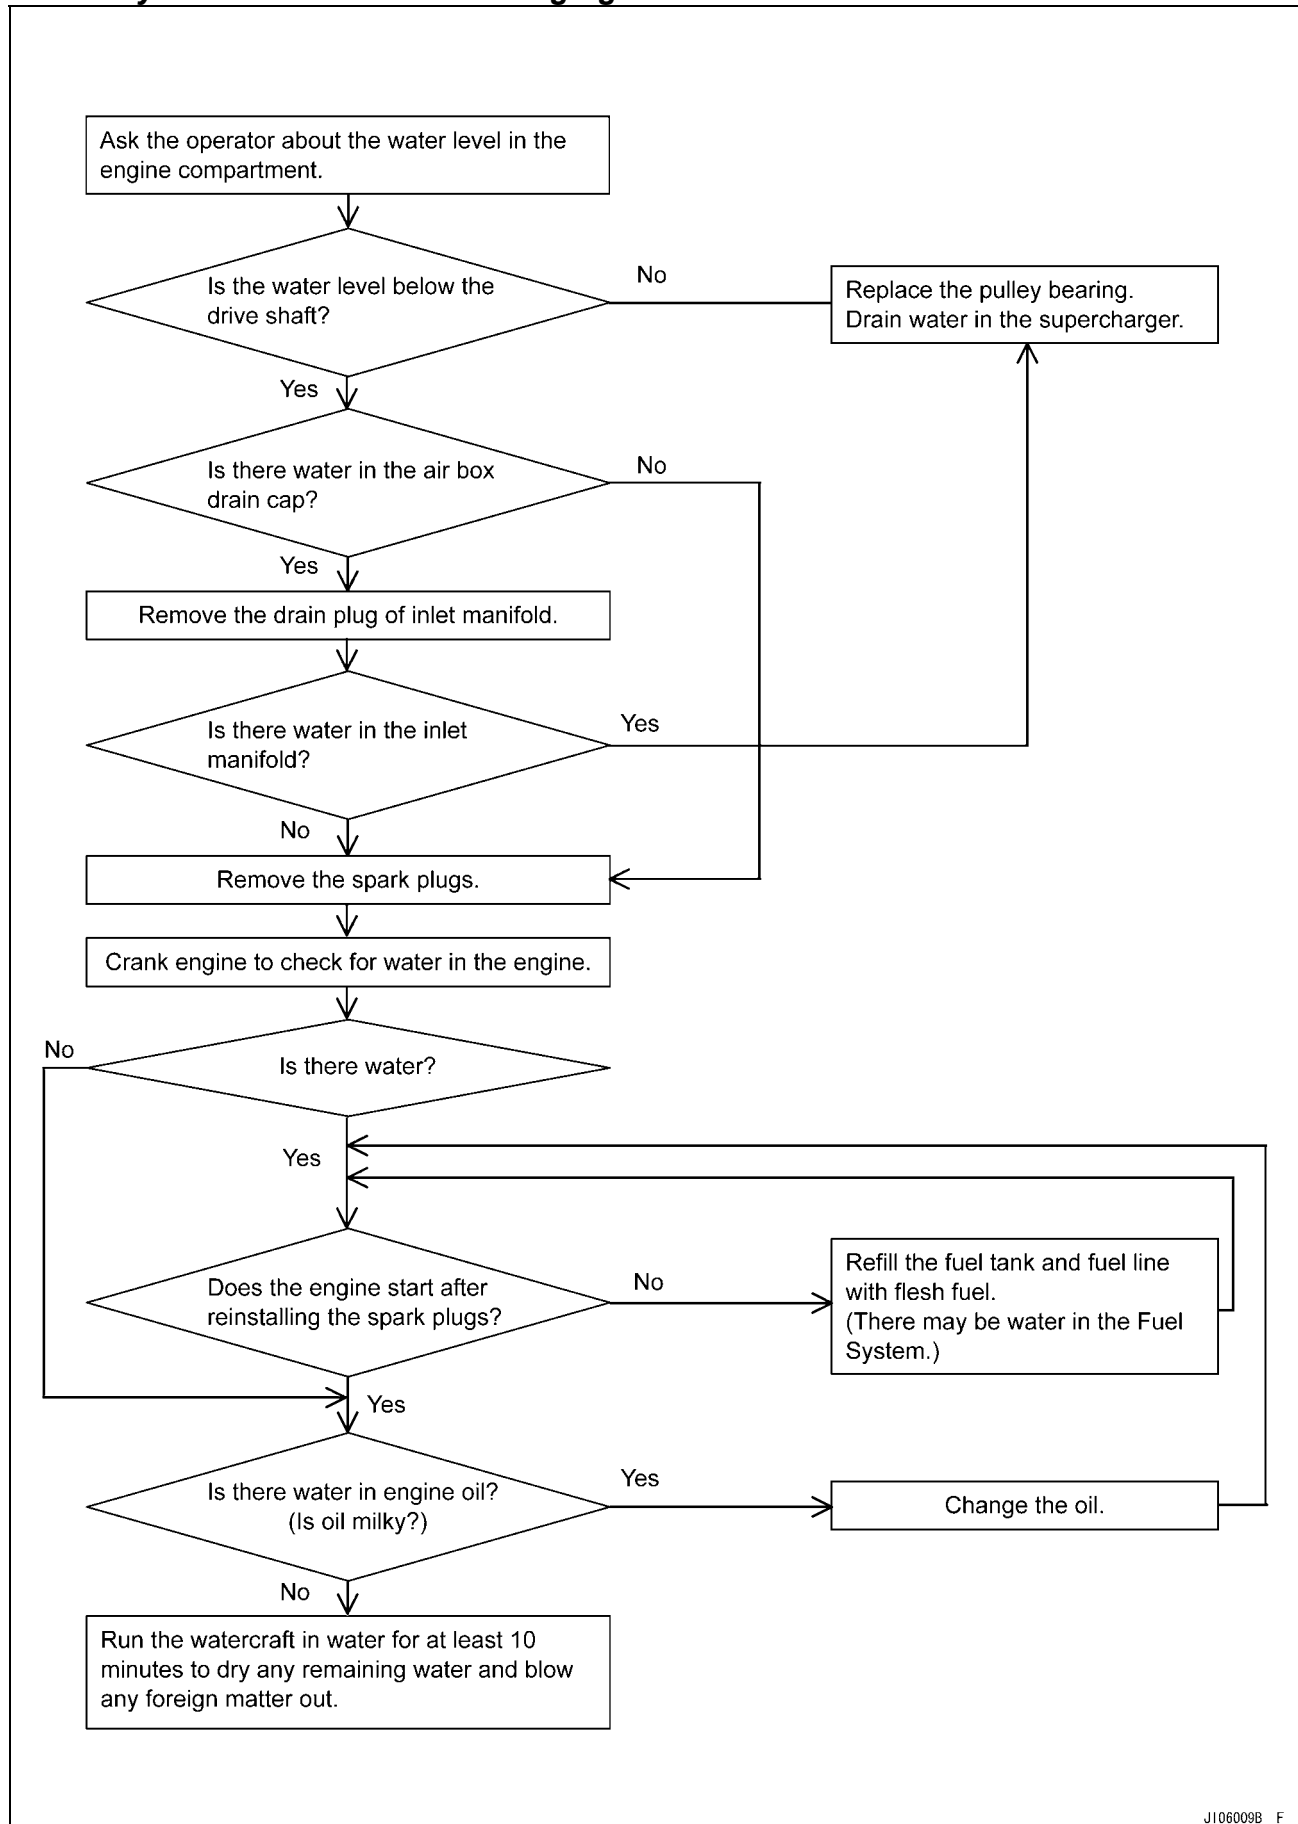 Ask the operator about the water level in the
engine compartment.
Is the water level below the
drive shaft?
No
Replace the pulley bearing.
Drain water in the supercharger.
Yes
Is there water in the air box
drain cap?
No
Yes
Remove the drain plug of inlet manifold.
Is there water in the inlet
manifold?
Yes
No
Remove the spark plugs.
Crank engine to check for water in the engine.
No
Is there water?
Yes
Does the engine start after
reinstalling the spark plugs?
No
Refill the fuel tank and fuel line
with flesh fuel.
(There may be water in the Fuel
System.)
Yes
Is there water in engine oil?
(Is oil milky?)
Yes
Change the oil.
No
Run the watercraft in water for at least 10
minutes to dry any remaining water and blow
any foreign matter out.
JI06009B F